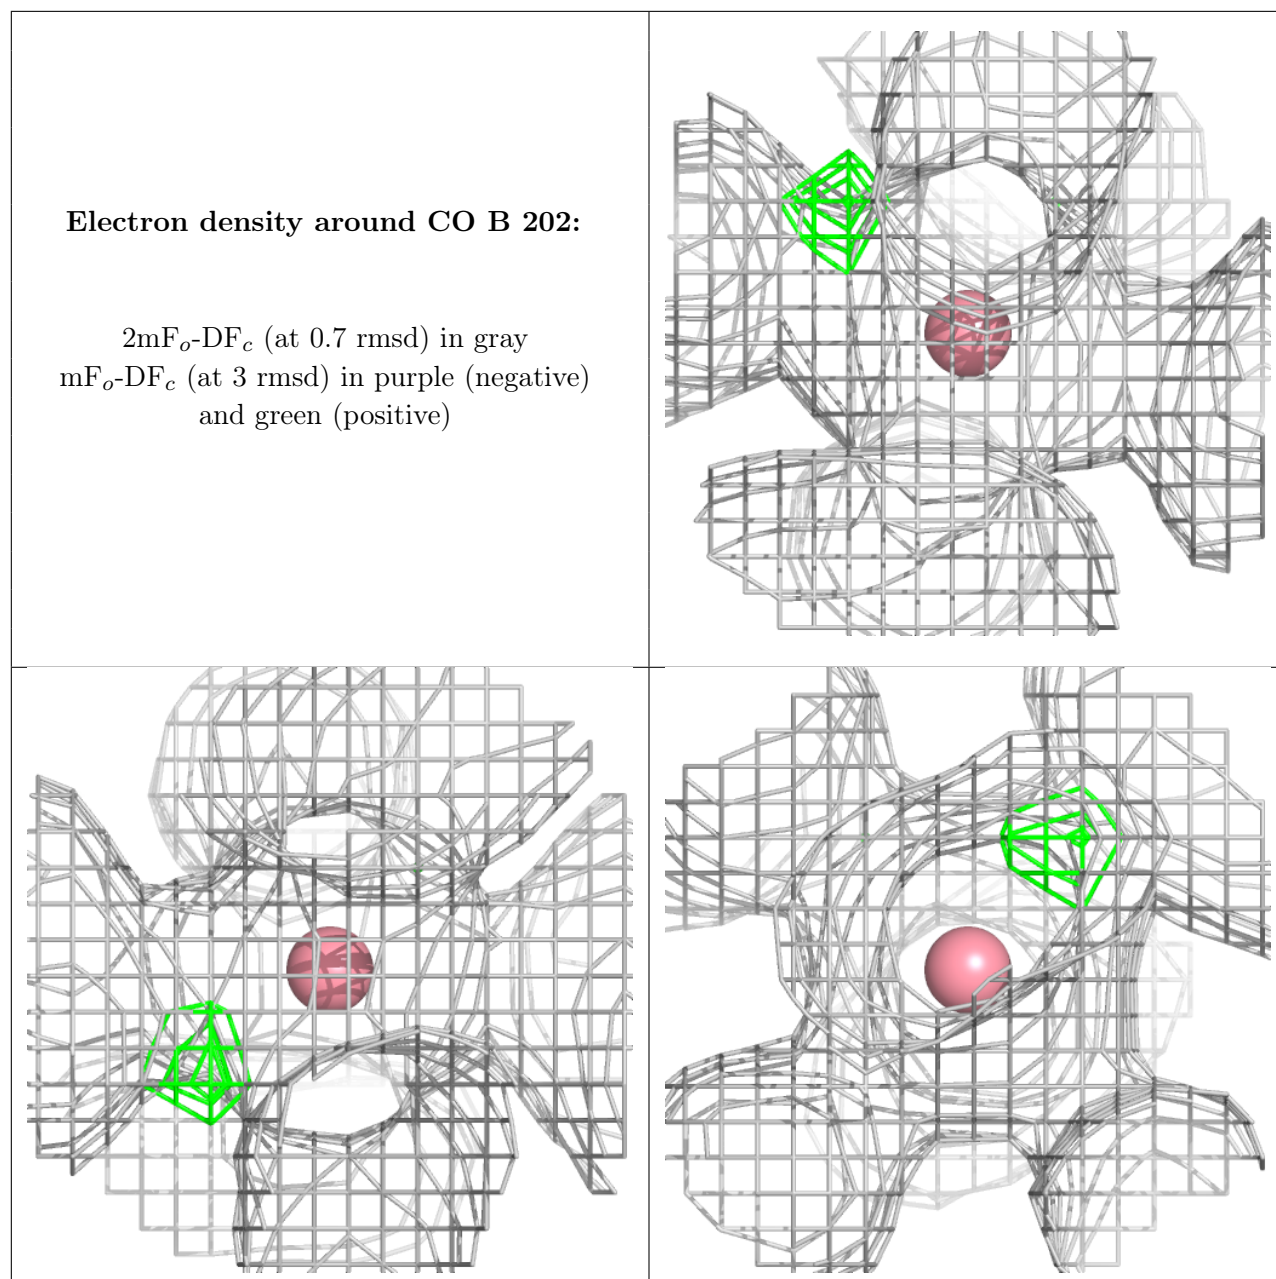 Electron density around CO B 202:
2mFo-DFc (at 0.7 rmsd) in gray
mFo-DFc (at 3 rmsd) in purple (negative)
and green (positive)